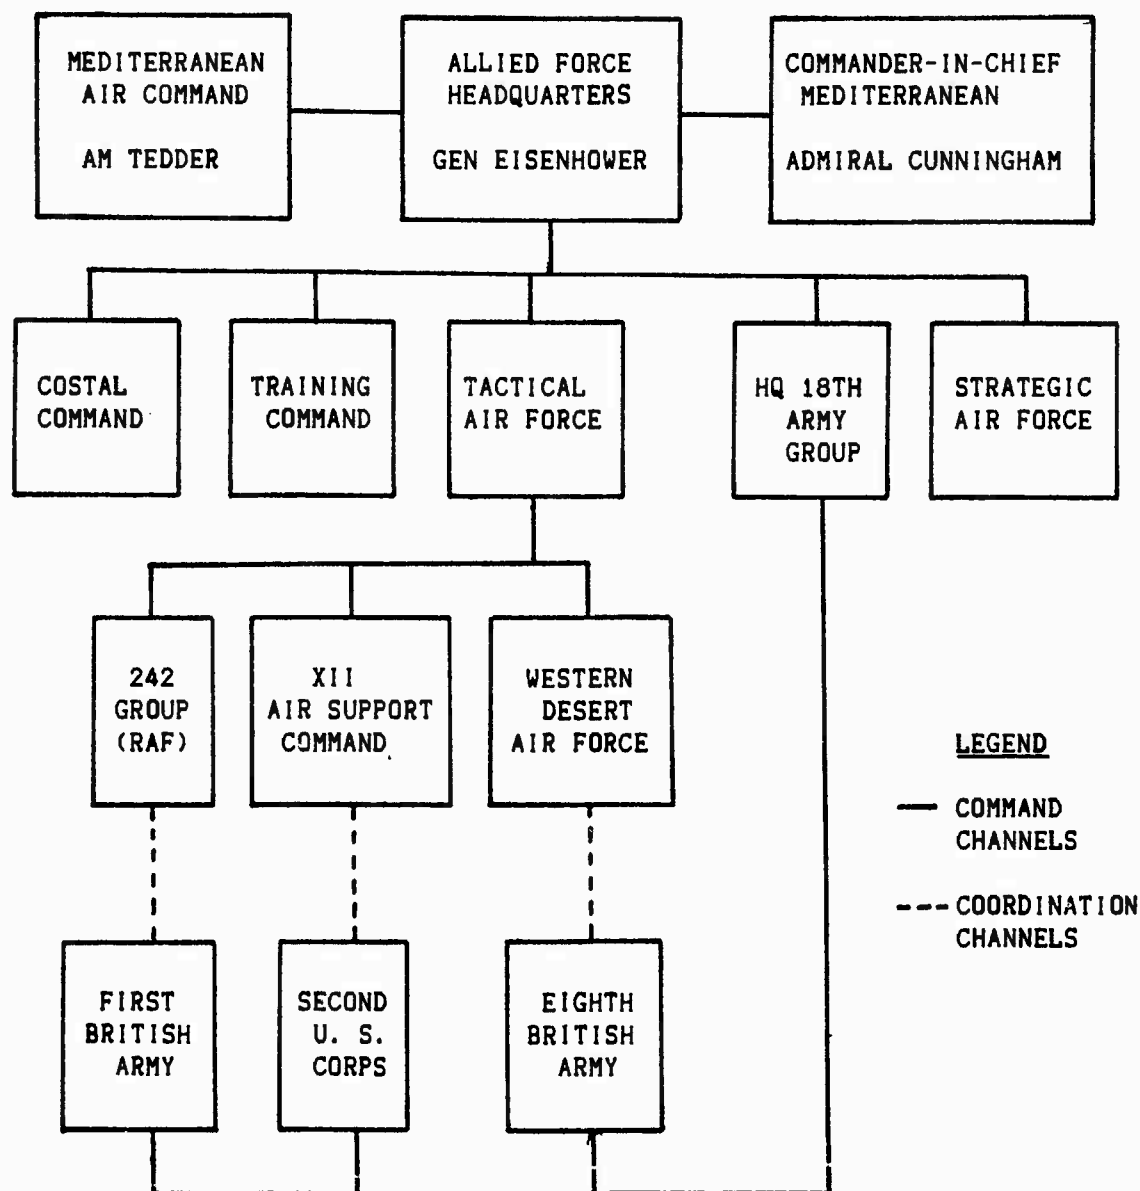 MEDITERRANEAN
AIR COMMAND
AM TEDDER
ALLIED FORCE
HEADQUARTERS
GEN EISENHOWER
COMMANDER-IN-CHIEF
MEDITERRANEAN
ADMIRAL CUNNINGHAM
COSTAL
COMMAND
TRAINING
COMMAND
TACTICAL
AIR FORCE
HQ 18TH
ARMY
GROUP
STRATEGIC
AIR FORCE
242
GROUP
(RAF)
XII
AIR SUPPORT
COMMAND
WESTERN
DESERT
AIR FORCE
LEGEND
COMMAND
CHANNELS
COORDINATION
CHANNELS
FIRST
BRITISH
ARMY
SECOND
U. S.
CORPS
EIGHTH
BRITISH
ARMY